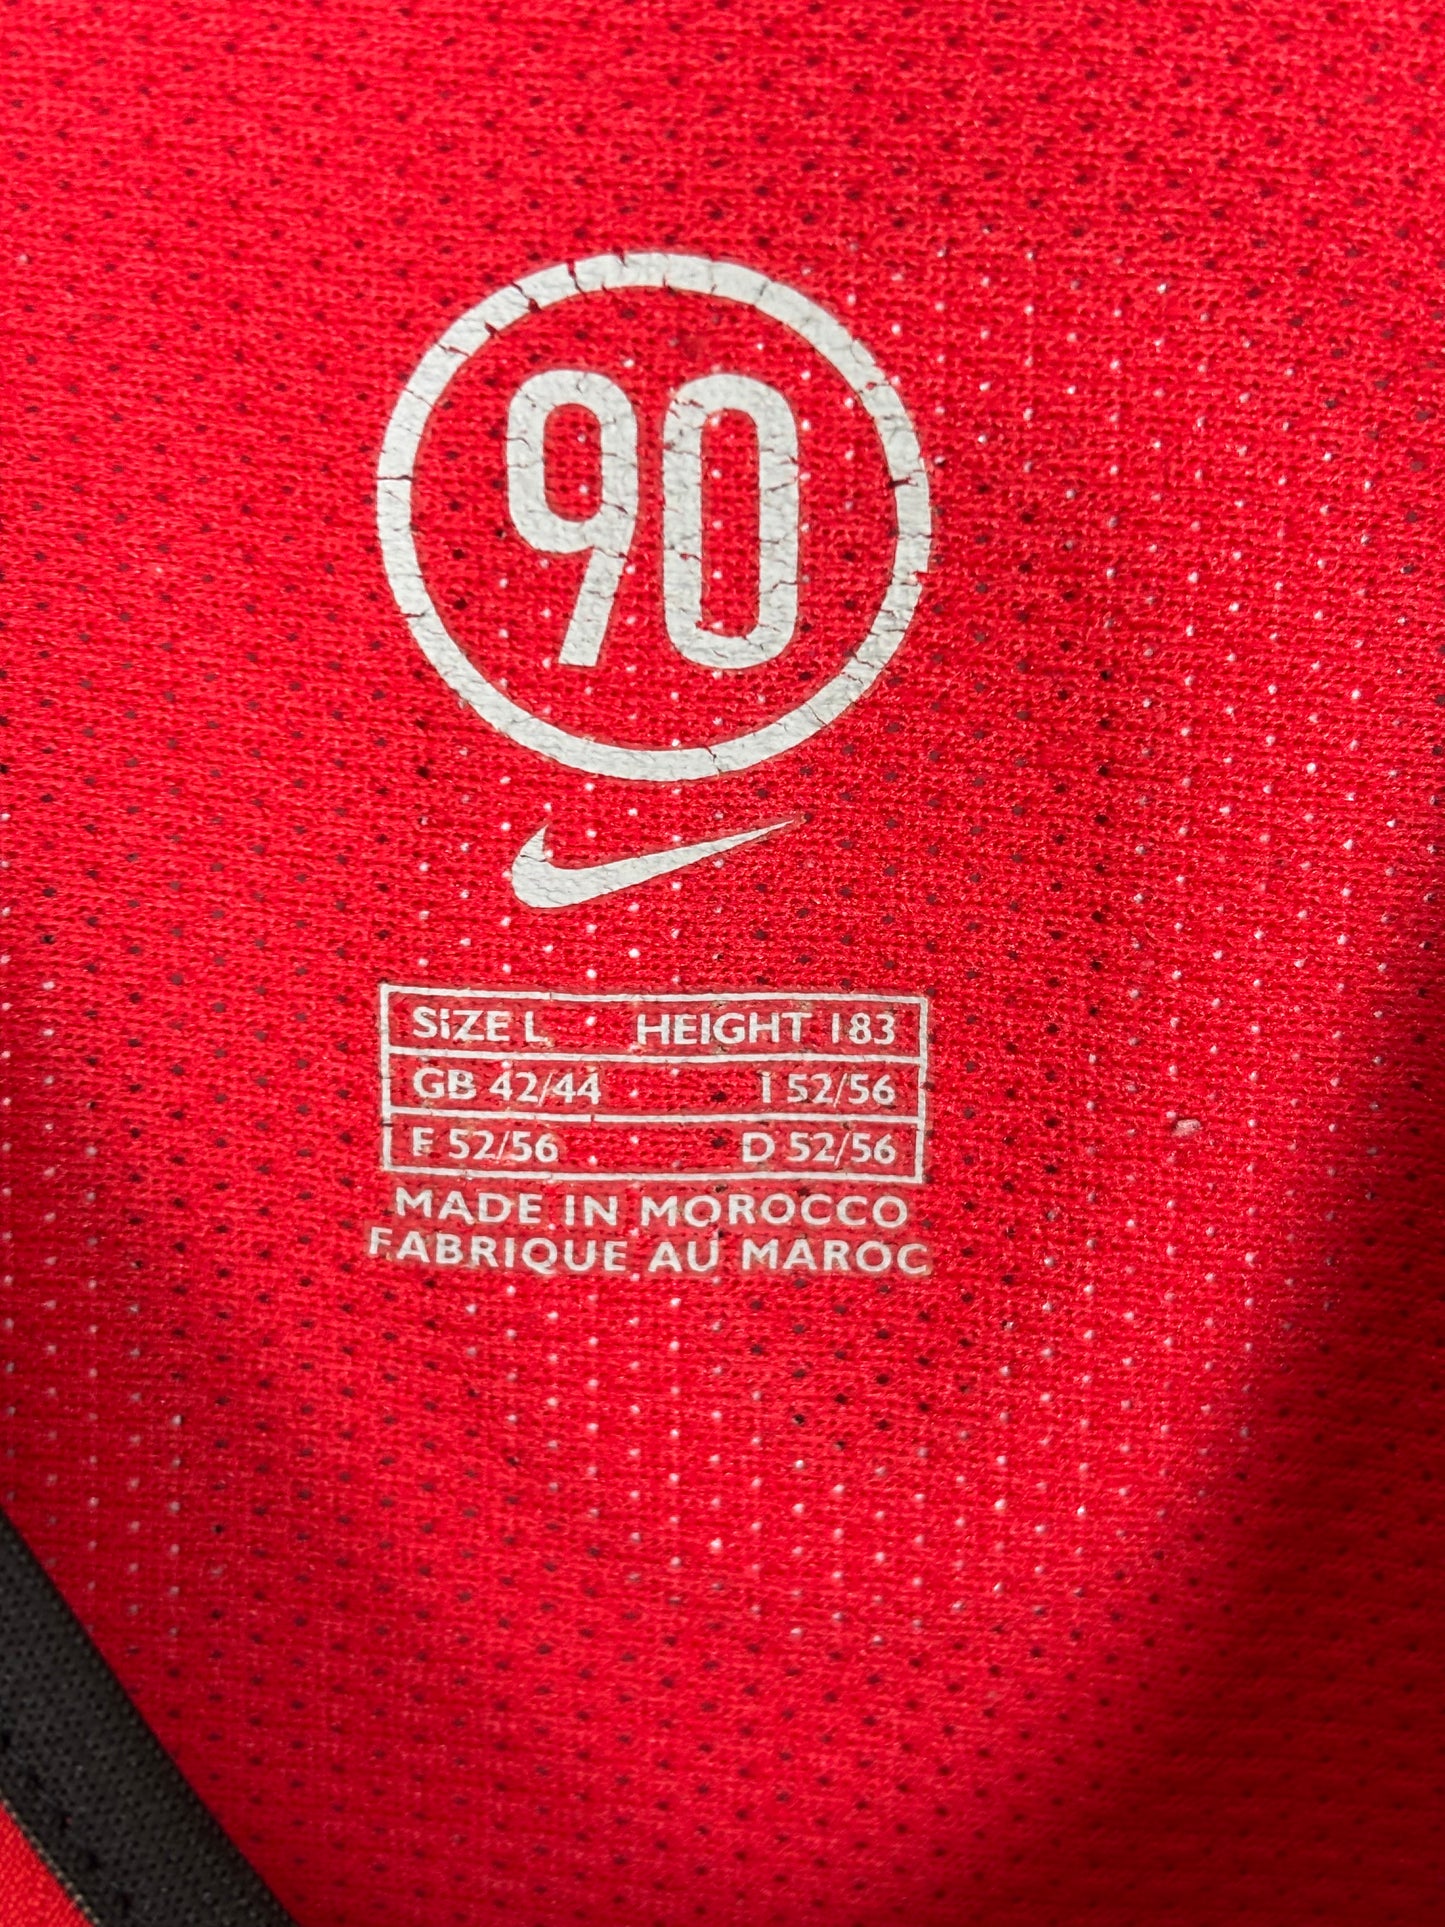 90
SIZE L HEIGHT 183
GB 42/44 I 52/56
F 52/56 D 52/56
MADE IN MOROCCO
FABRIQUE AU MAROC